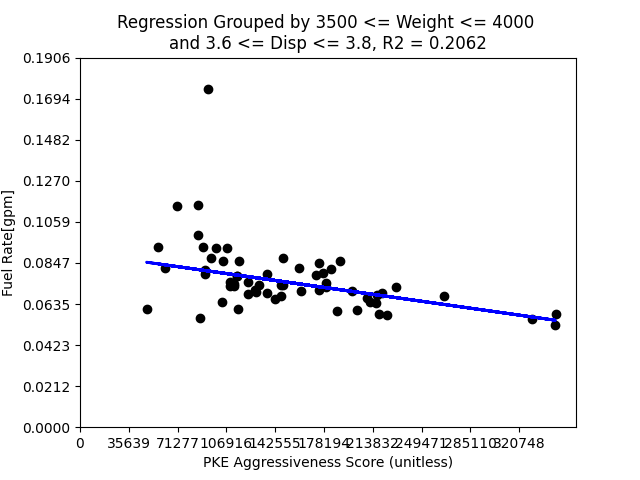 Regression Grouped by 3500 <= Weight <= 4000
and 3.6 <= Disp <= 3.8, R2 = 0.2062
0.1906
0.1694
0.1482
0.1270
0.1059
0.0847
0.0635
0.0423
0.0212
0.0000
Fuel Rate[gpm]
0 35639 71277 106916 142555 178194 213832 249471 285110 320748
PKE Aggressiveness Score (unitless)